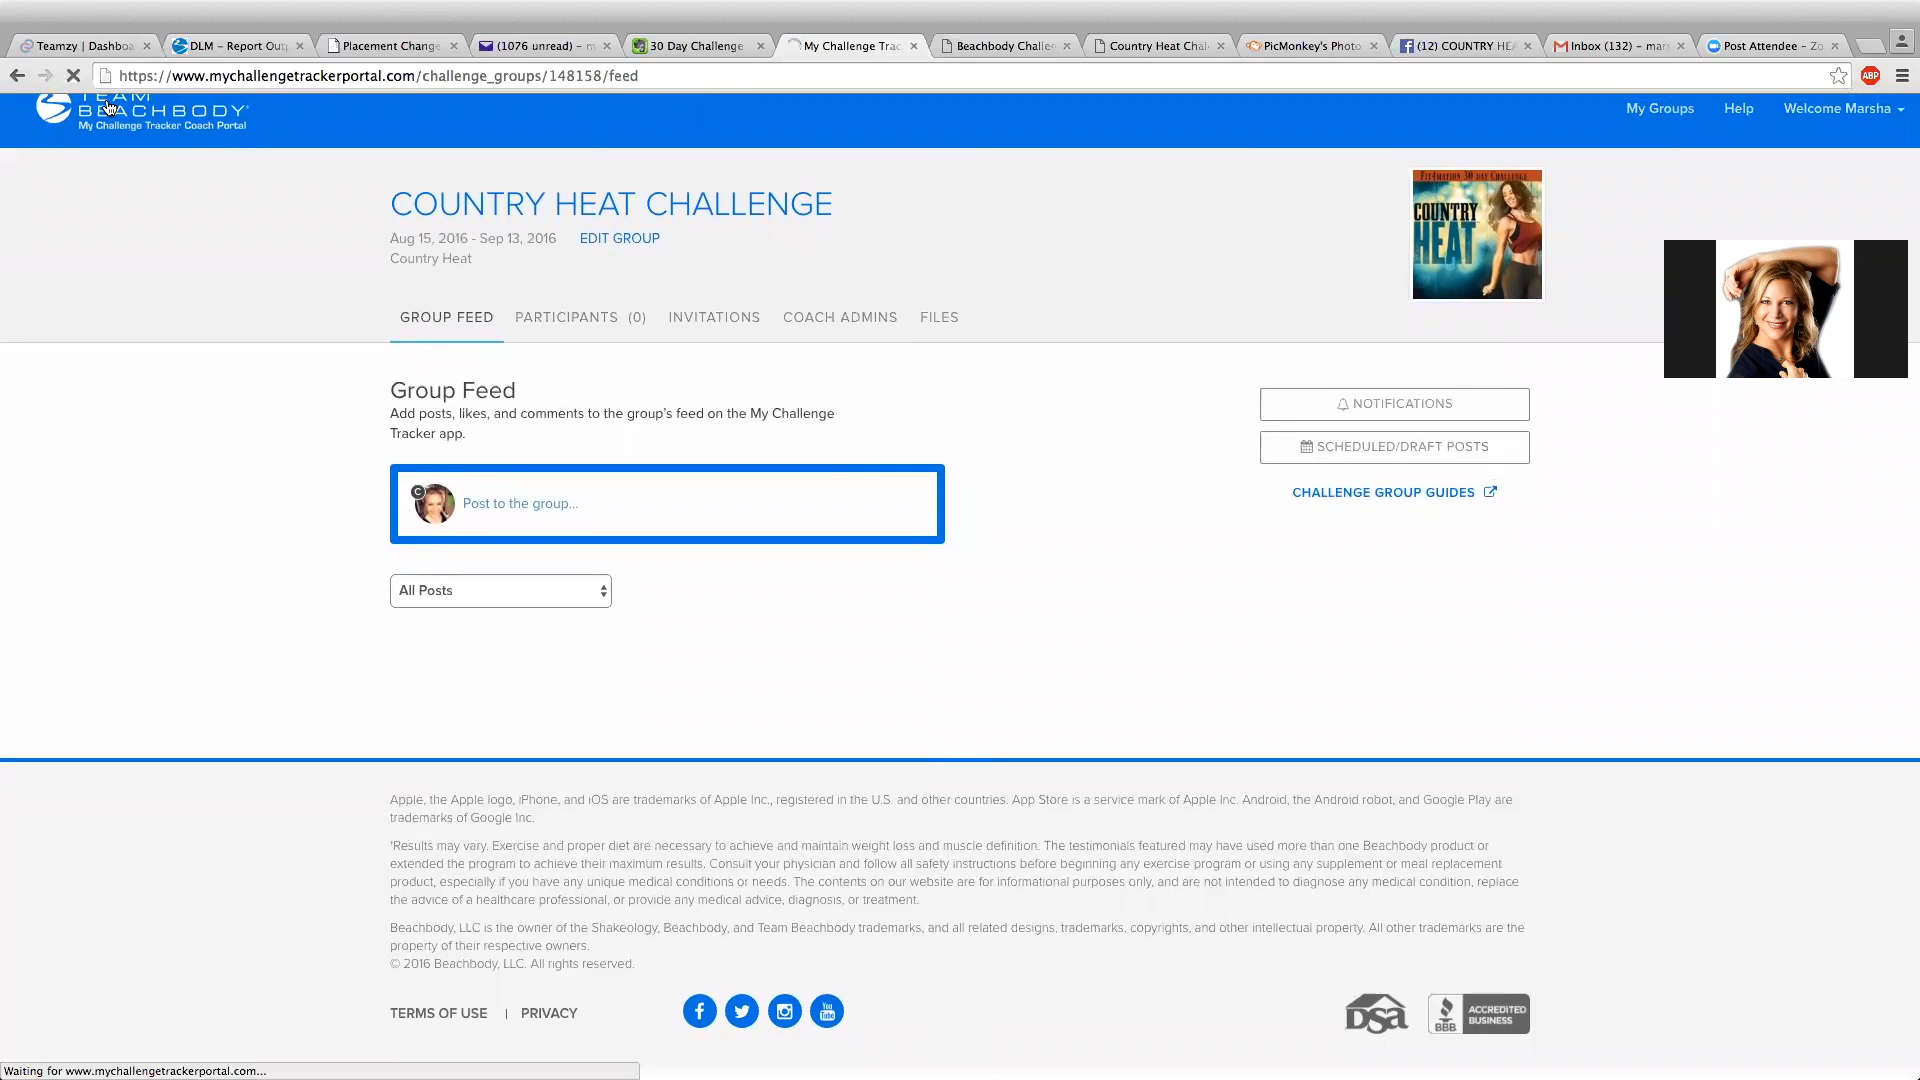 Teamzy | Dashboa
DLM – Report Outp
Placement Change
(1076 unread) – m
30 Day Challenge
My Challenge Trac
Beachbody Challe
Country Heat Chal
PicMonkey's Photo
(12) COUNTRY HEA
Inbox (132) – mar
Post Attendee – Zo
https://www.mychallengetrackerportal.com/challenge_groups/148158/feed
ABP
TEAM
BEACHBODY
My Challenge Tracker Coach Portal
My Groups
Help
Welcome Marsha
COUNTRY HEAT CHALLENGE
Aug 15, 2016 - Sep 13, 2016 EDIT GROUP
Country Heat
Fit4mation 30 day Challenge
COUNTRY
HEAT
GROUP FEED PARTICIPANTS (0) INVITATIONS COACH ADMINS FILES
Group Feed
Add posts, likes, and comments to the group's feed on the My Challenge
Tracker app.
C
Post to the group...
All Posts
NOTIFICATIONS
SCHEDULED/DRAFT POSTS
CHALLENGE GROUP GUIDES
Apple, the Apple logo, iPhone, and iOS are trademarks of Apple Inc., registered in the U.S. and other countries. App Store is a service mark of Apple Inc. Android, the Android robot, and Google Play are
trademarks of Google Inc.
†Results may vary. Exercise and proper diet are necessary to achieve and maintain weight loss and muscle definition. The testimonials featured may have used more than one Beachbody product or
extended the program to achieve their maximum results. Consult your physician and follow all safety instructions before beginning any exercise program or using any supplement or meal replacement
product, especially if you have any unique medical conditions or needs. The contents on our website are for informational purposes only, and are not intended to diagnose any medical condition, replace
the advice of a healthcare professional, or provide any medical advice, diagnosis, or treatment.
Beachbody, LLC is the owner of the Shakeology, Beachbody, and Team Beachbody trademarks, and all related designs, trademarks, copyrights, and other intellectual property. All other trademarks are the
property of their respective owners.
© 2016 Beachbody, LLC. All rights reserved.
TERMS OF USE | PRIVACY
You
Tube
DSA
BBB
ACCREDITED
BUSINESS
Waiting for www.mychallengetrackerportal.com...